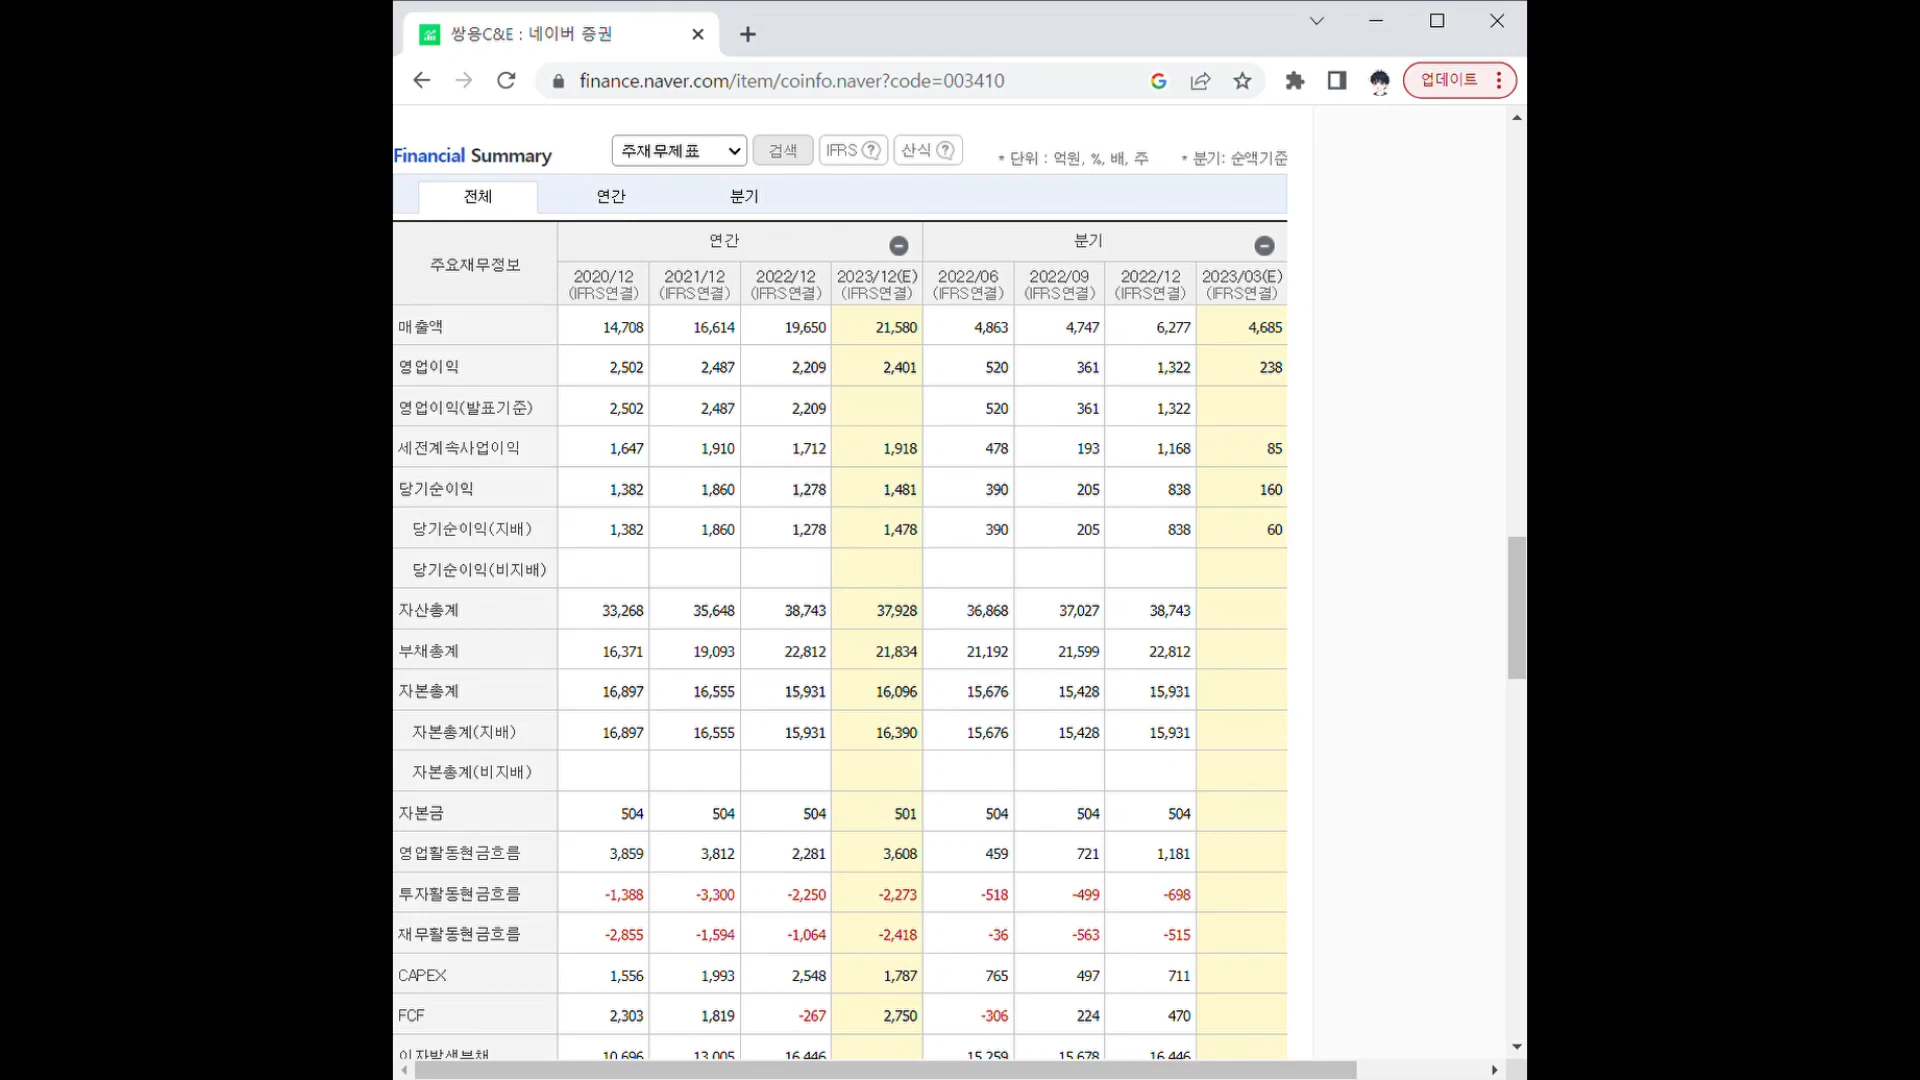 쌍용C&E : 네이버 증권
finance.naver.com/item/coinfo.naver?code=003410
업데이트
Financial Summary
주재무제표
검색
IFRS ?
산식 ?
* 단위 : 억원, %, 배, 주 * 분기: 순액기준
전체 연간 분기
주요재무정보 연간 분기
2020/12 2021/12 2022/12 2023/12(E) 2022/06 2022/09 2022/12 2023/03(E)
(IFRS연결) (IFRS연결) (IFRS연결) (IFRS연결) (IFRS연결) (IFRS연결) (IFRS연결) (IFRS연결)
매출액 14,708 16,614 19,650 21,580 4,863 4,747 6,277 4,685
영업이익 2,502 2,487 2,209 2,401 520 361 1,322 238
영업이익(발표기준) 2,502 2,487 2,209 520 361 1,322
세전계속사업이익 1,647 1,910 1,712 1,918 478 193 1,168 85
당기순이익 1,382 1,860 1,278 1,481 390 205 838 160
당기순이익(지배) 1,382 1,860 1,278 1,478 390 205 838 60
당기순이익(비지배)
자산총계 33,268 35,648 38,743 37,928 36,868 37,027 38,743
부채총계 16,371 19,093 22,812 21,834 21,192 21,599 22,812
자본총계 16,897 16,555 15,931 16,096 15,676 15,428 15,931
자본총계(지배) 16,897 16,555 15,931 16,390 15,676 15,428 15,931
자본총계(비지배)
자본금 504 504 504 501 504 504 504
영업활동현금흐름 3,859 3,812 2,281 3,608 459 721 1,181
투자활동현금흐름 -1,388 -3,300 -2,250 -2,273 -518 -499 -698
재무활동현금흐름 -2,855 -1,594 -1,064 -2,418 -36 -563 -515
CAPEX 1,556 1,993 2,548 1,787 765 497 711
FCF 2,303 1,819 -267 2,750 -306 224 470
이자발생부채 10,696 13,005 16,446 15,259 15,678 16,446